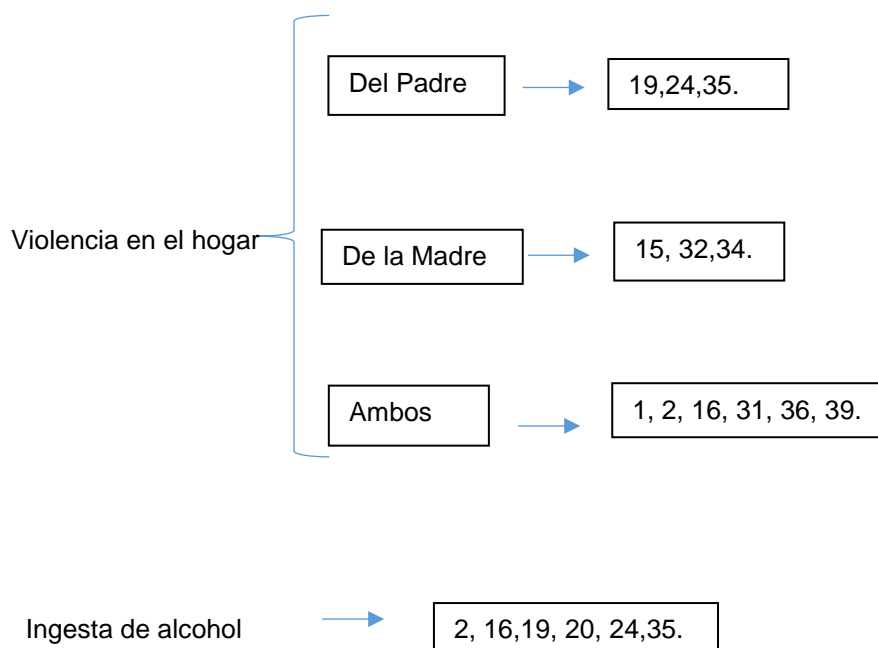 Del Padre
19,24,35.
Violencia en el hogar
De la Madre
15, 32,34.
Ambos
1, 2, 16, 31, 36, 39.
Ingesta de alcohol
2, 16,19, 20, 24,35.